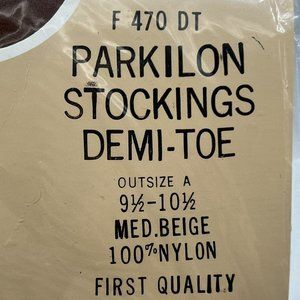 F 470 DT
PARKILON
STOCKINGS
DEMI-TOE
OUTSIZE A
9½-10½
MED.BEIGE
100%NYLON
FIRST QUALITY